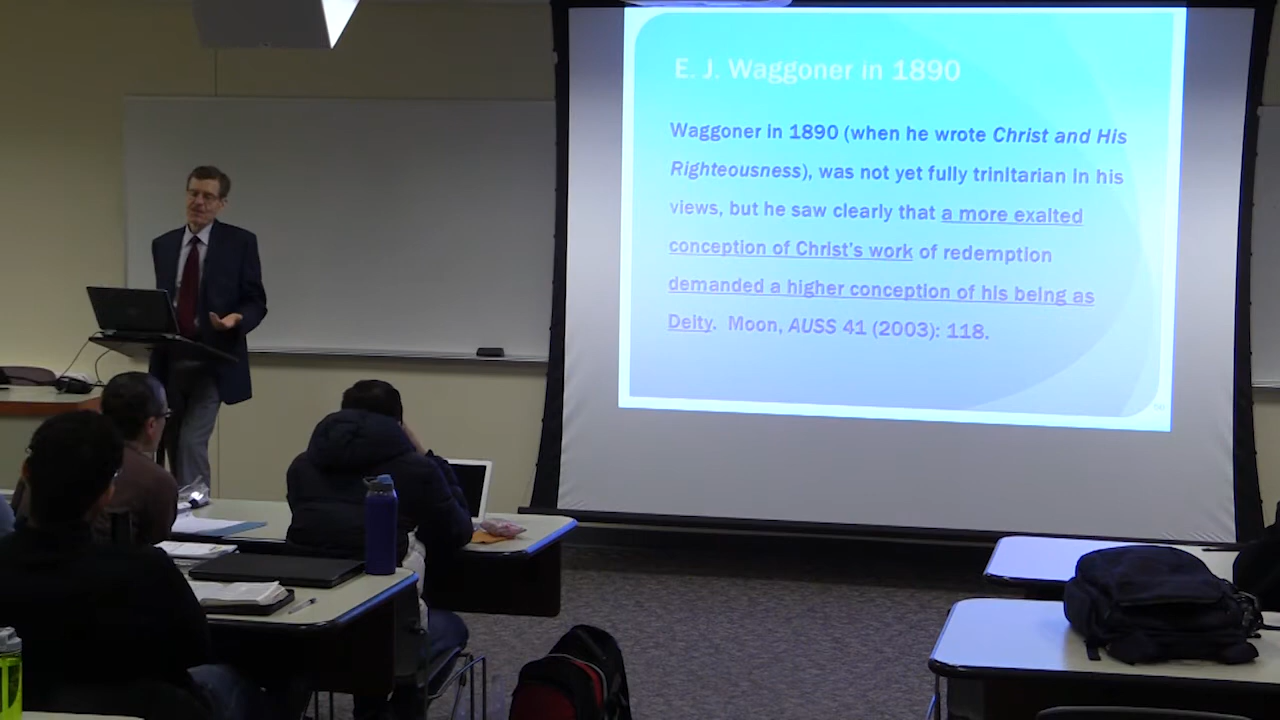 E. J. Waggoner in 1890
Waggoner in 1890 (when he wrote Christ and His
Righteousness), was not yet fully trinitarian in his
views, but he saw clearly that a more exalted
conception of Christ's work of redemption
demanded a higher conception of his being as
Deity. Moon, AUSS 41 (2003): 118.